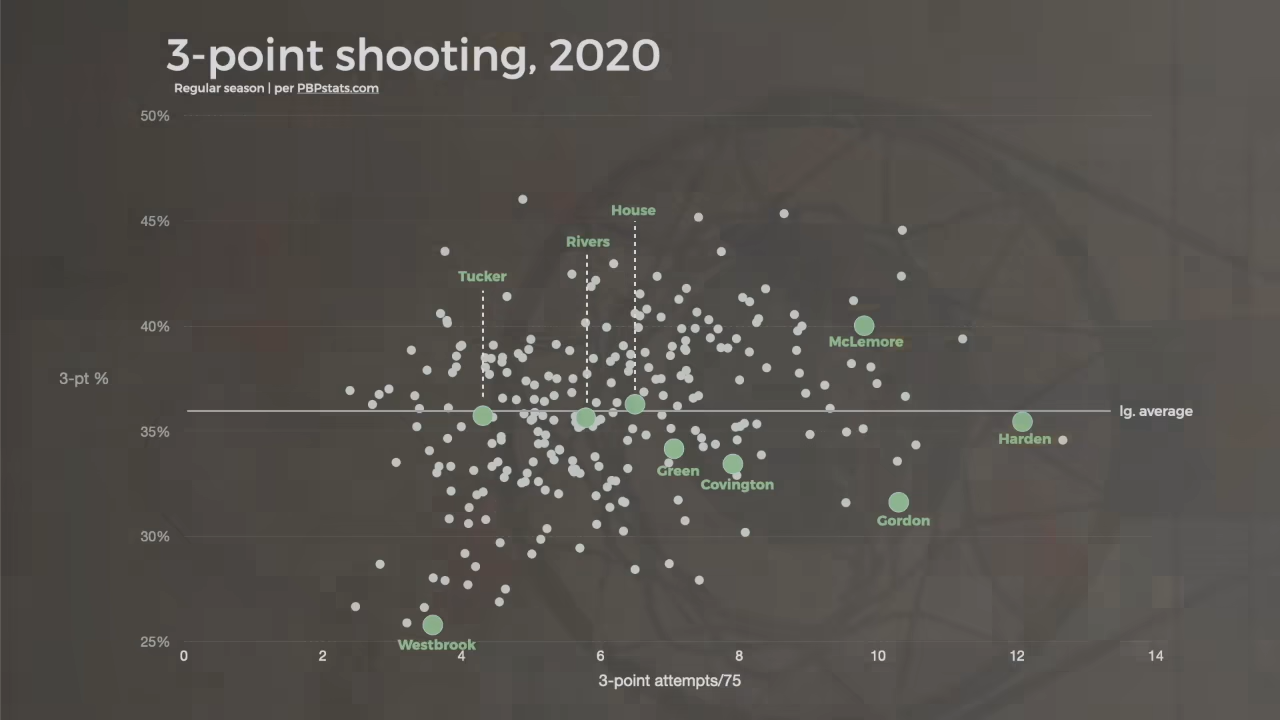 3-point shooting, 2020
Regular season | per PBPstats.com
50%
45%
House
Rivers
Tucker
40%
McLemore
3-pt %
lg. average
35%
Harden
Green
Covington
Gordon
30%
25%
Westbrook
0 2 4 6 8 10 12 14
3-point attempts/75